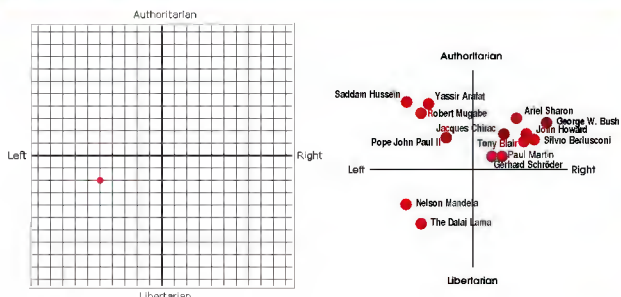 Authoritarian
Left
Right
Libertarian
Authoritarian
Saddam Hussein
Yassir Arafat
Robert Mugabe
Ariel Sharon
George W. Bush
Jacques Chirac
John Howard
Pope John Paul II
Tony Blair
Silvio Berlusconi
Paul Martin
Gerhard Schröder
Left
Right
Nelson Mandela
The Dalai Lama
Libertarian